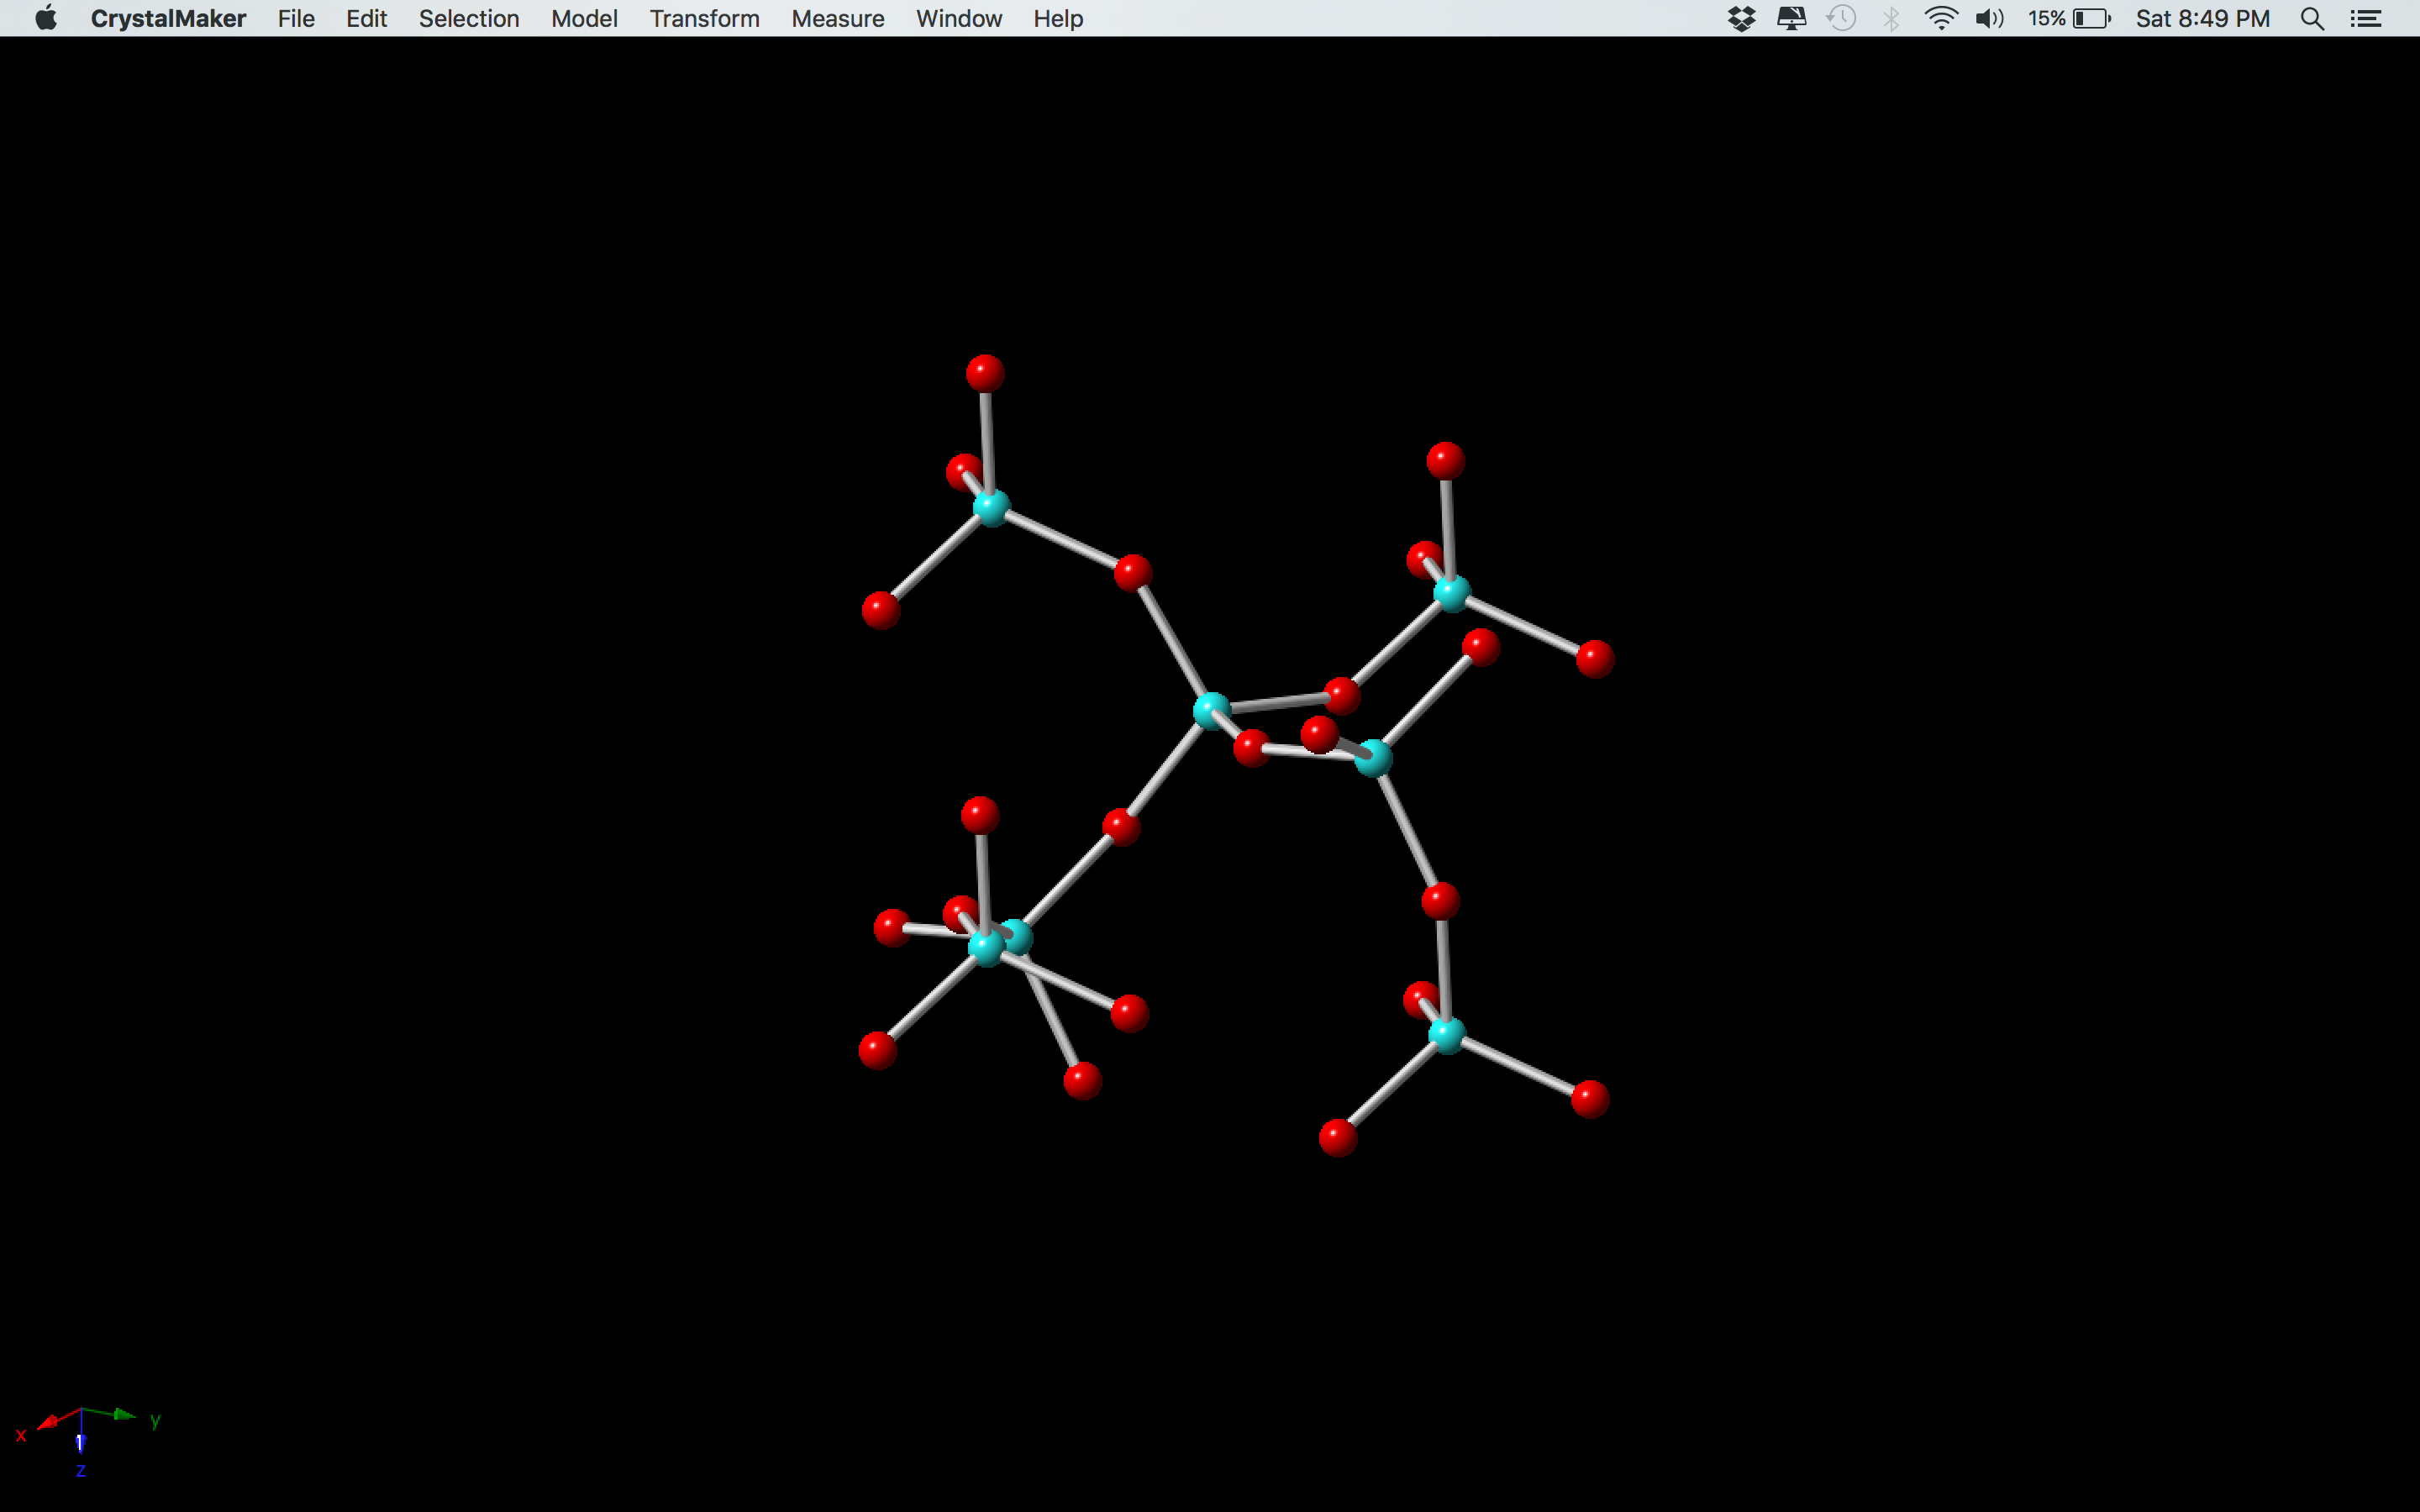 CrystalMaker File Edit Selection Model Transform Measure Window Help 15% Sat 8:49 PM
x y
z